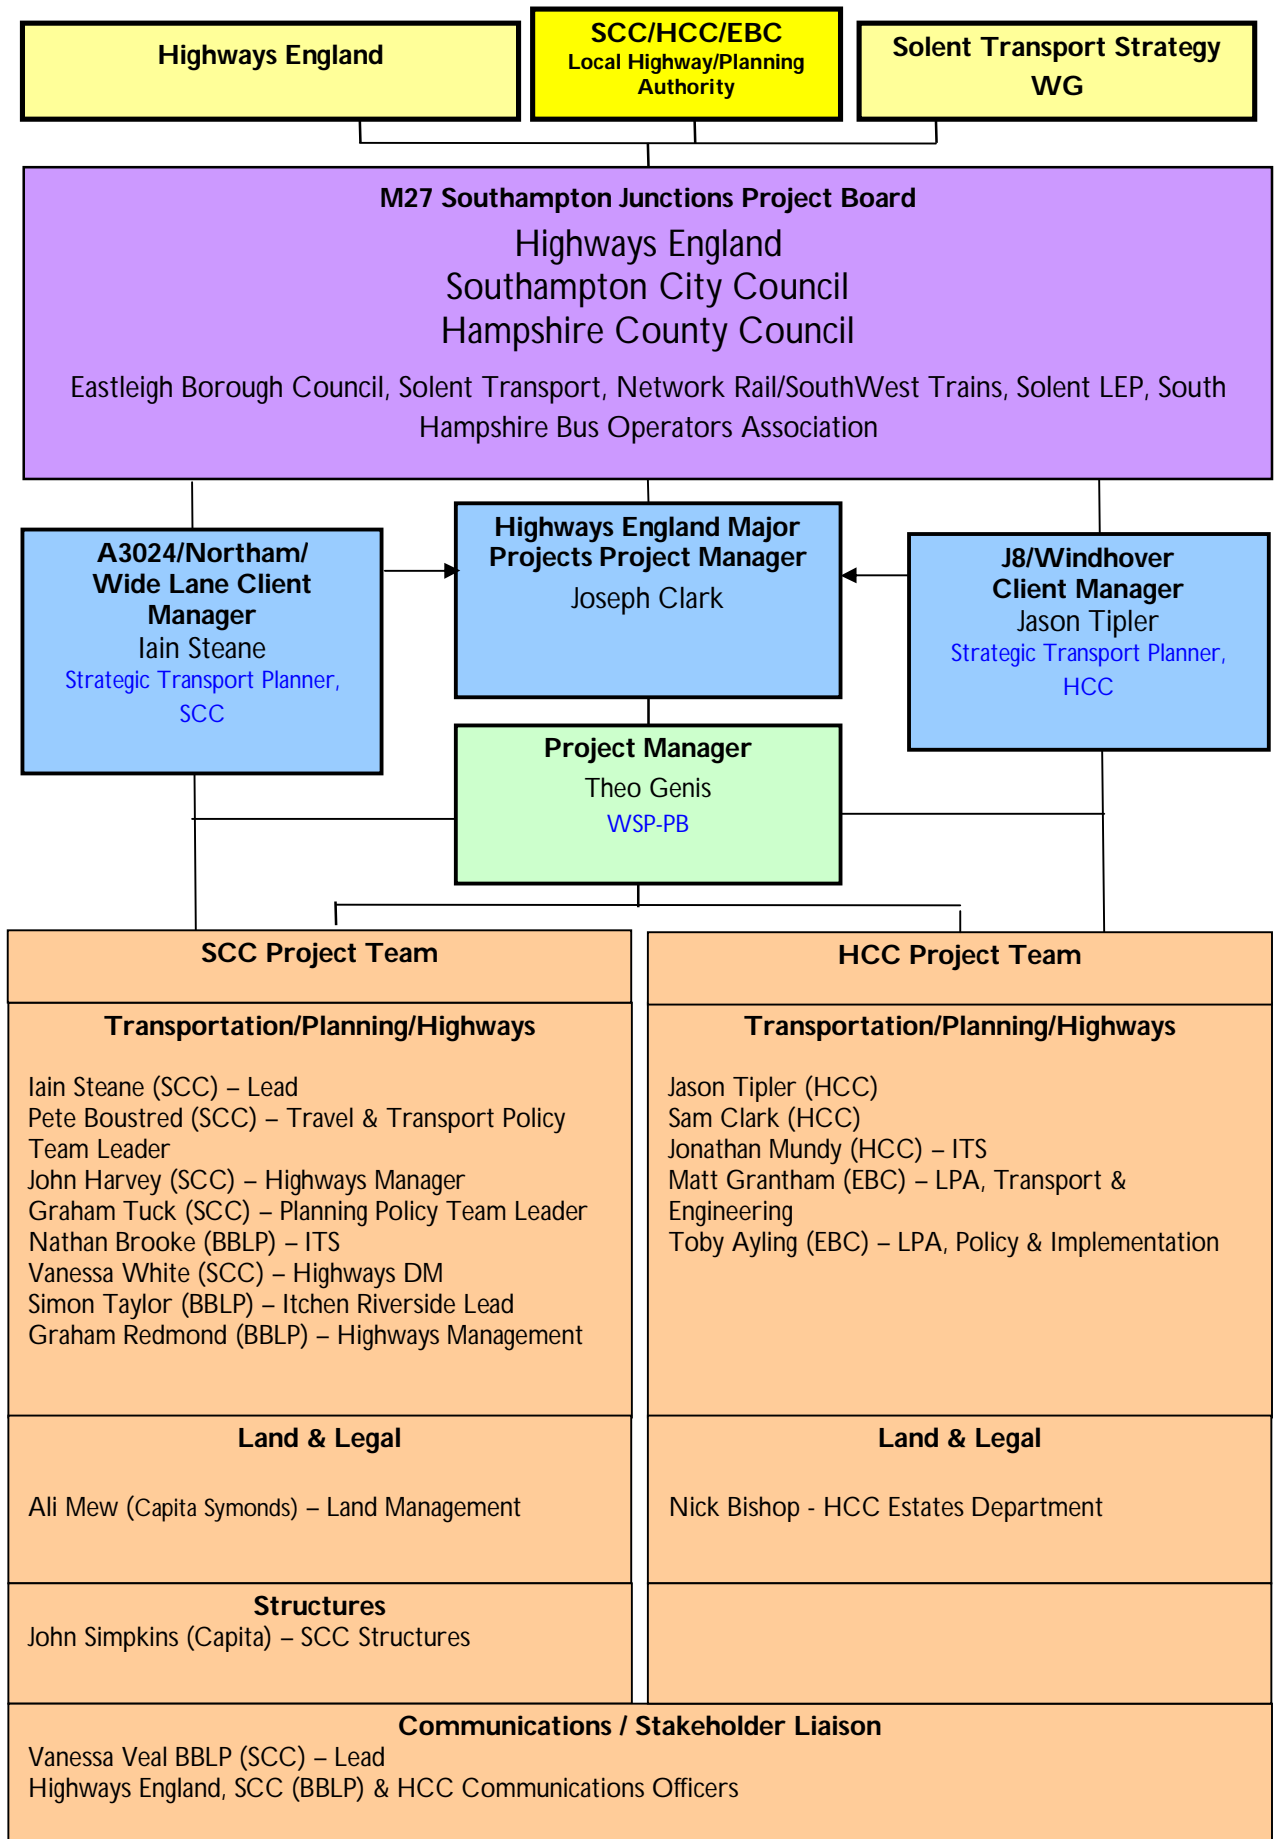 Highways England
SCC/HCC/EBC
Local Highway/Planning
Authority
Solent Transport Strategy
WG
M27 Southampton Junctions Project Board
Highways England
Southampton City Council
Hampshire County Council
Eastleigh Borough Council, Solent Transport, Network Rail/SouthWest Trains, Solent LEP, South
Hampshire Bus Operators Association
A3024/Northam/
Wide Lane Client
Manager
Iain Steane
Strategic Transport Planner,
SCC
Highways England Major
Projects Project Manager
Joseph Clark
J8/Windhover
Client Manager
Jason Tipler
Strategic Transport Planner,
HCC
Project Manager
Theo Genis
WSP-PB
SCC Project Team
Transportation/Planning/Highways
Iain Steane (SCC) – Lead
Pete Boustred (SCC) – Travel & Transport Policy
Team Leader
John Harvey (SCC) – Highways Manager
Graham Tuck (SCC) – Planning Policy Team Leader
Nathan Brooke (BBLP) – ITS
Vanessa White (SCC) – Highways DM
Simon Taylor (BBLP) – Itchen Riverside Lead
Graham Redmond (BBLP) – Highways Management
Land & Legal
Ali Mew (Capita Symonds) – Land Management
Structures
John Simpkins (Capita) – SCC Structures
HCC Project Team
Transportation/Planning/Highways
Jason Tipler (HCC)
Sam Clark (HCC)
Jonathan Mundy (HCC) – ITS
Matt Grantham (EBC) – LPA, Transport &
Engineering
Toby Ayling (EBC) – LPA, Policy & Implementation
Land & Legal
Nick Bishop - HCC Estates Department
Communications / Stakeholder Liaison
Vanessa Veal BBLP (SCC) – Lead
Highways England, SCC (BBLP) & HCC Communications Officers